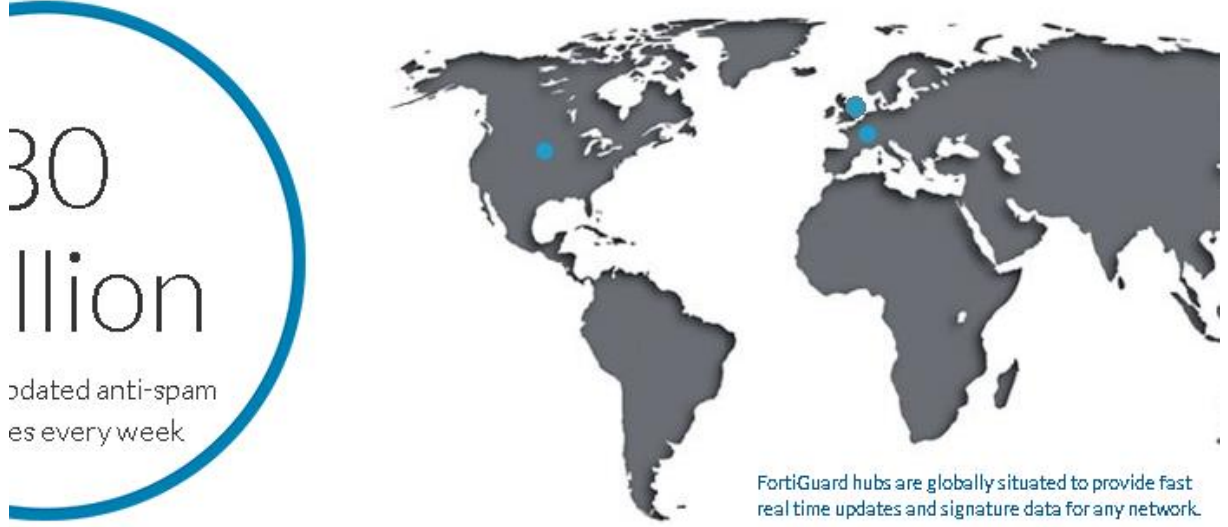 30
llion
pdated anti-spam
es every week
FortiGuard hubs are globally situated to provide fast
real time updates and signature data for any network.